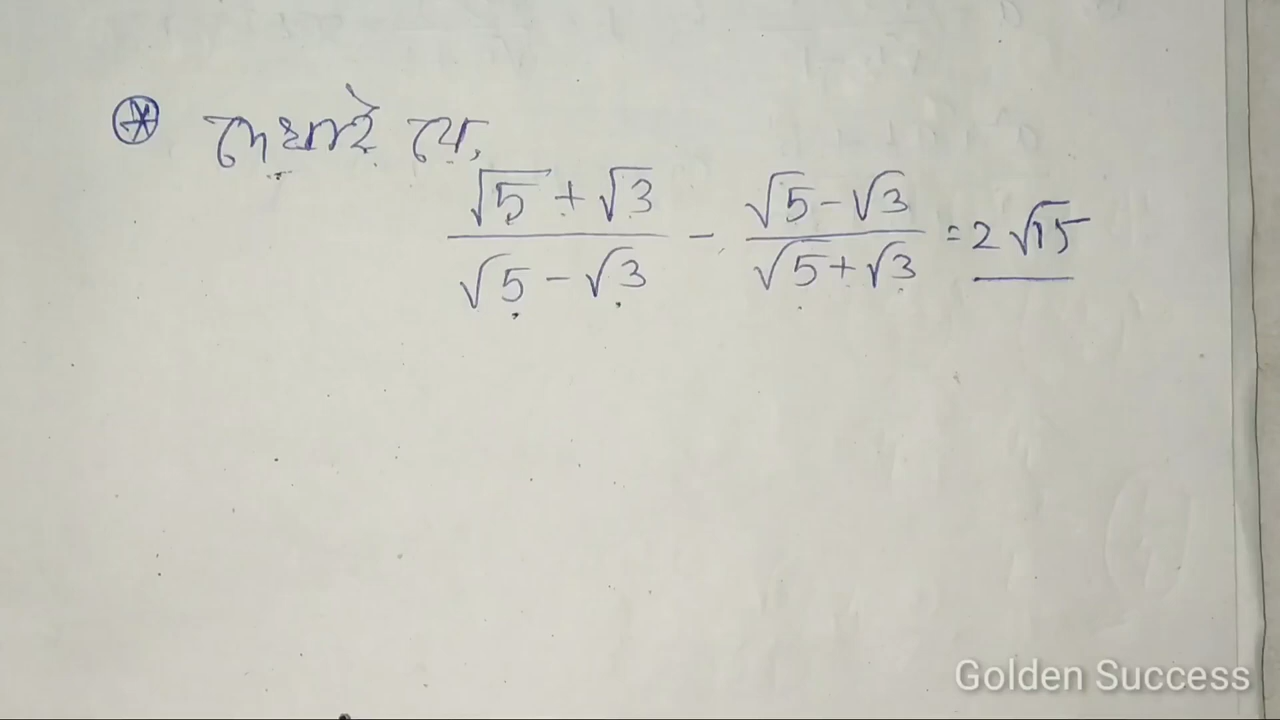 দেখাই যে,
(√5 + √3)/(√5 − √3) − (√5 − √3)/(√5 + √3) = 2√15
Golden Success